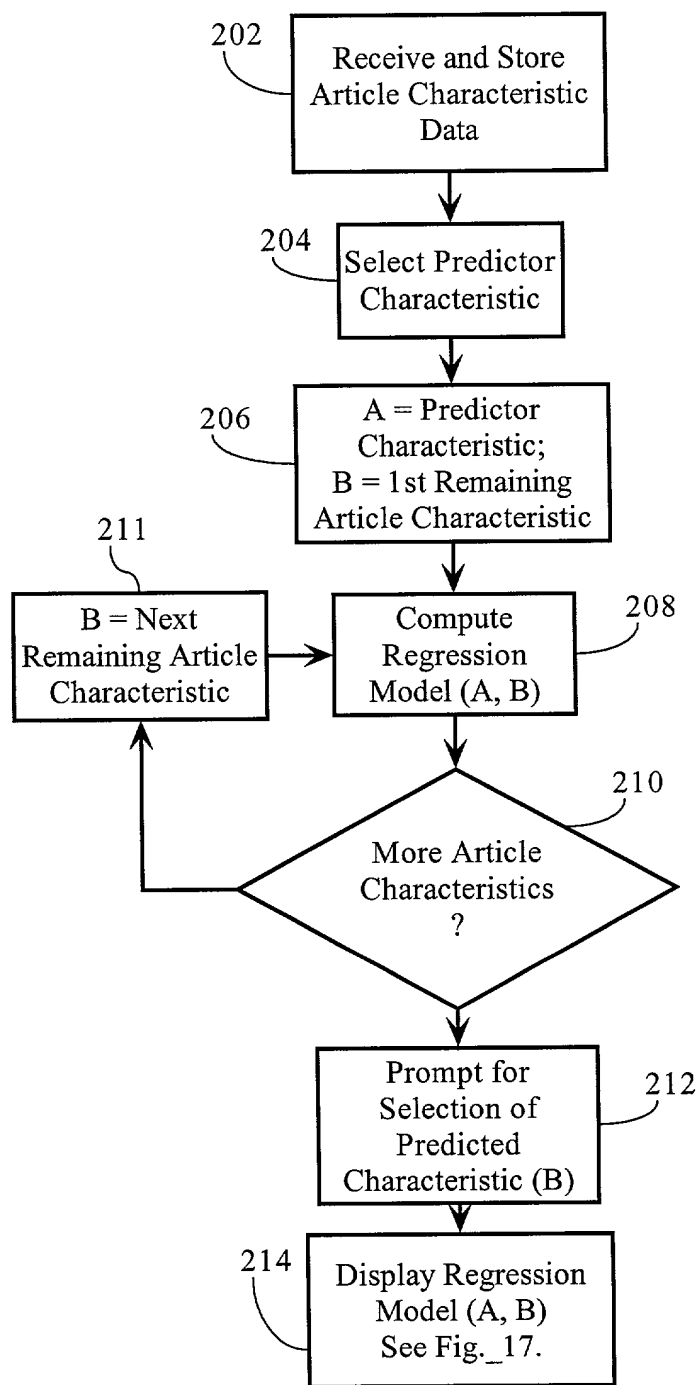 202
Receive and Store
Article Characteristic
Data
204
Select Predictor
Characteristic
206
A = Predictor
Characteristic;
B = 1st Remaining
Article Characteristic
211
B = Next
Remaining Article
Characteristic
Compute
Regression
Model (A, B)
208
210
More Article
Characteristics
?
Prompt for
Selection of
Predicted
Characteristic (B)
212
214
Display Regression
Model (A, B)
See Fig._17.